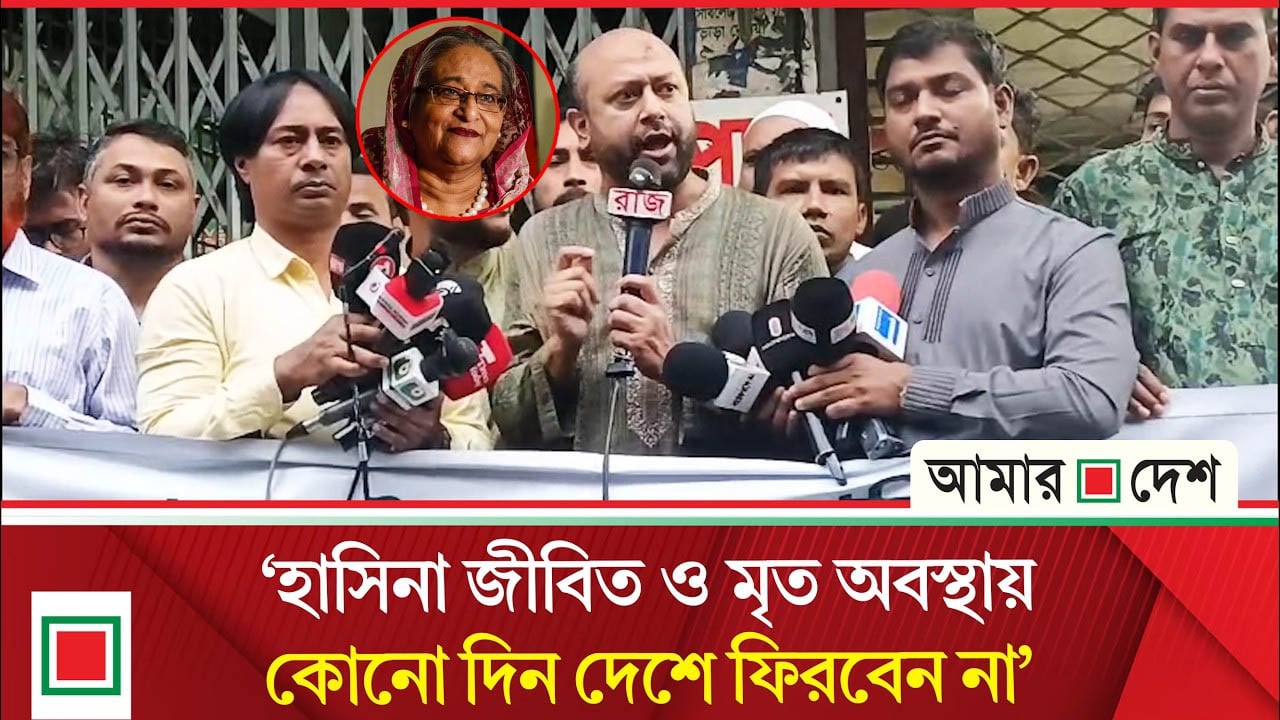 রাজ
আমার দেশ
‘হাসিনা জীবিত ও মৃত অবস্থায়
কোনো দিন দেশে ফিরবেন না’